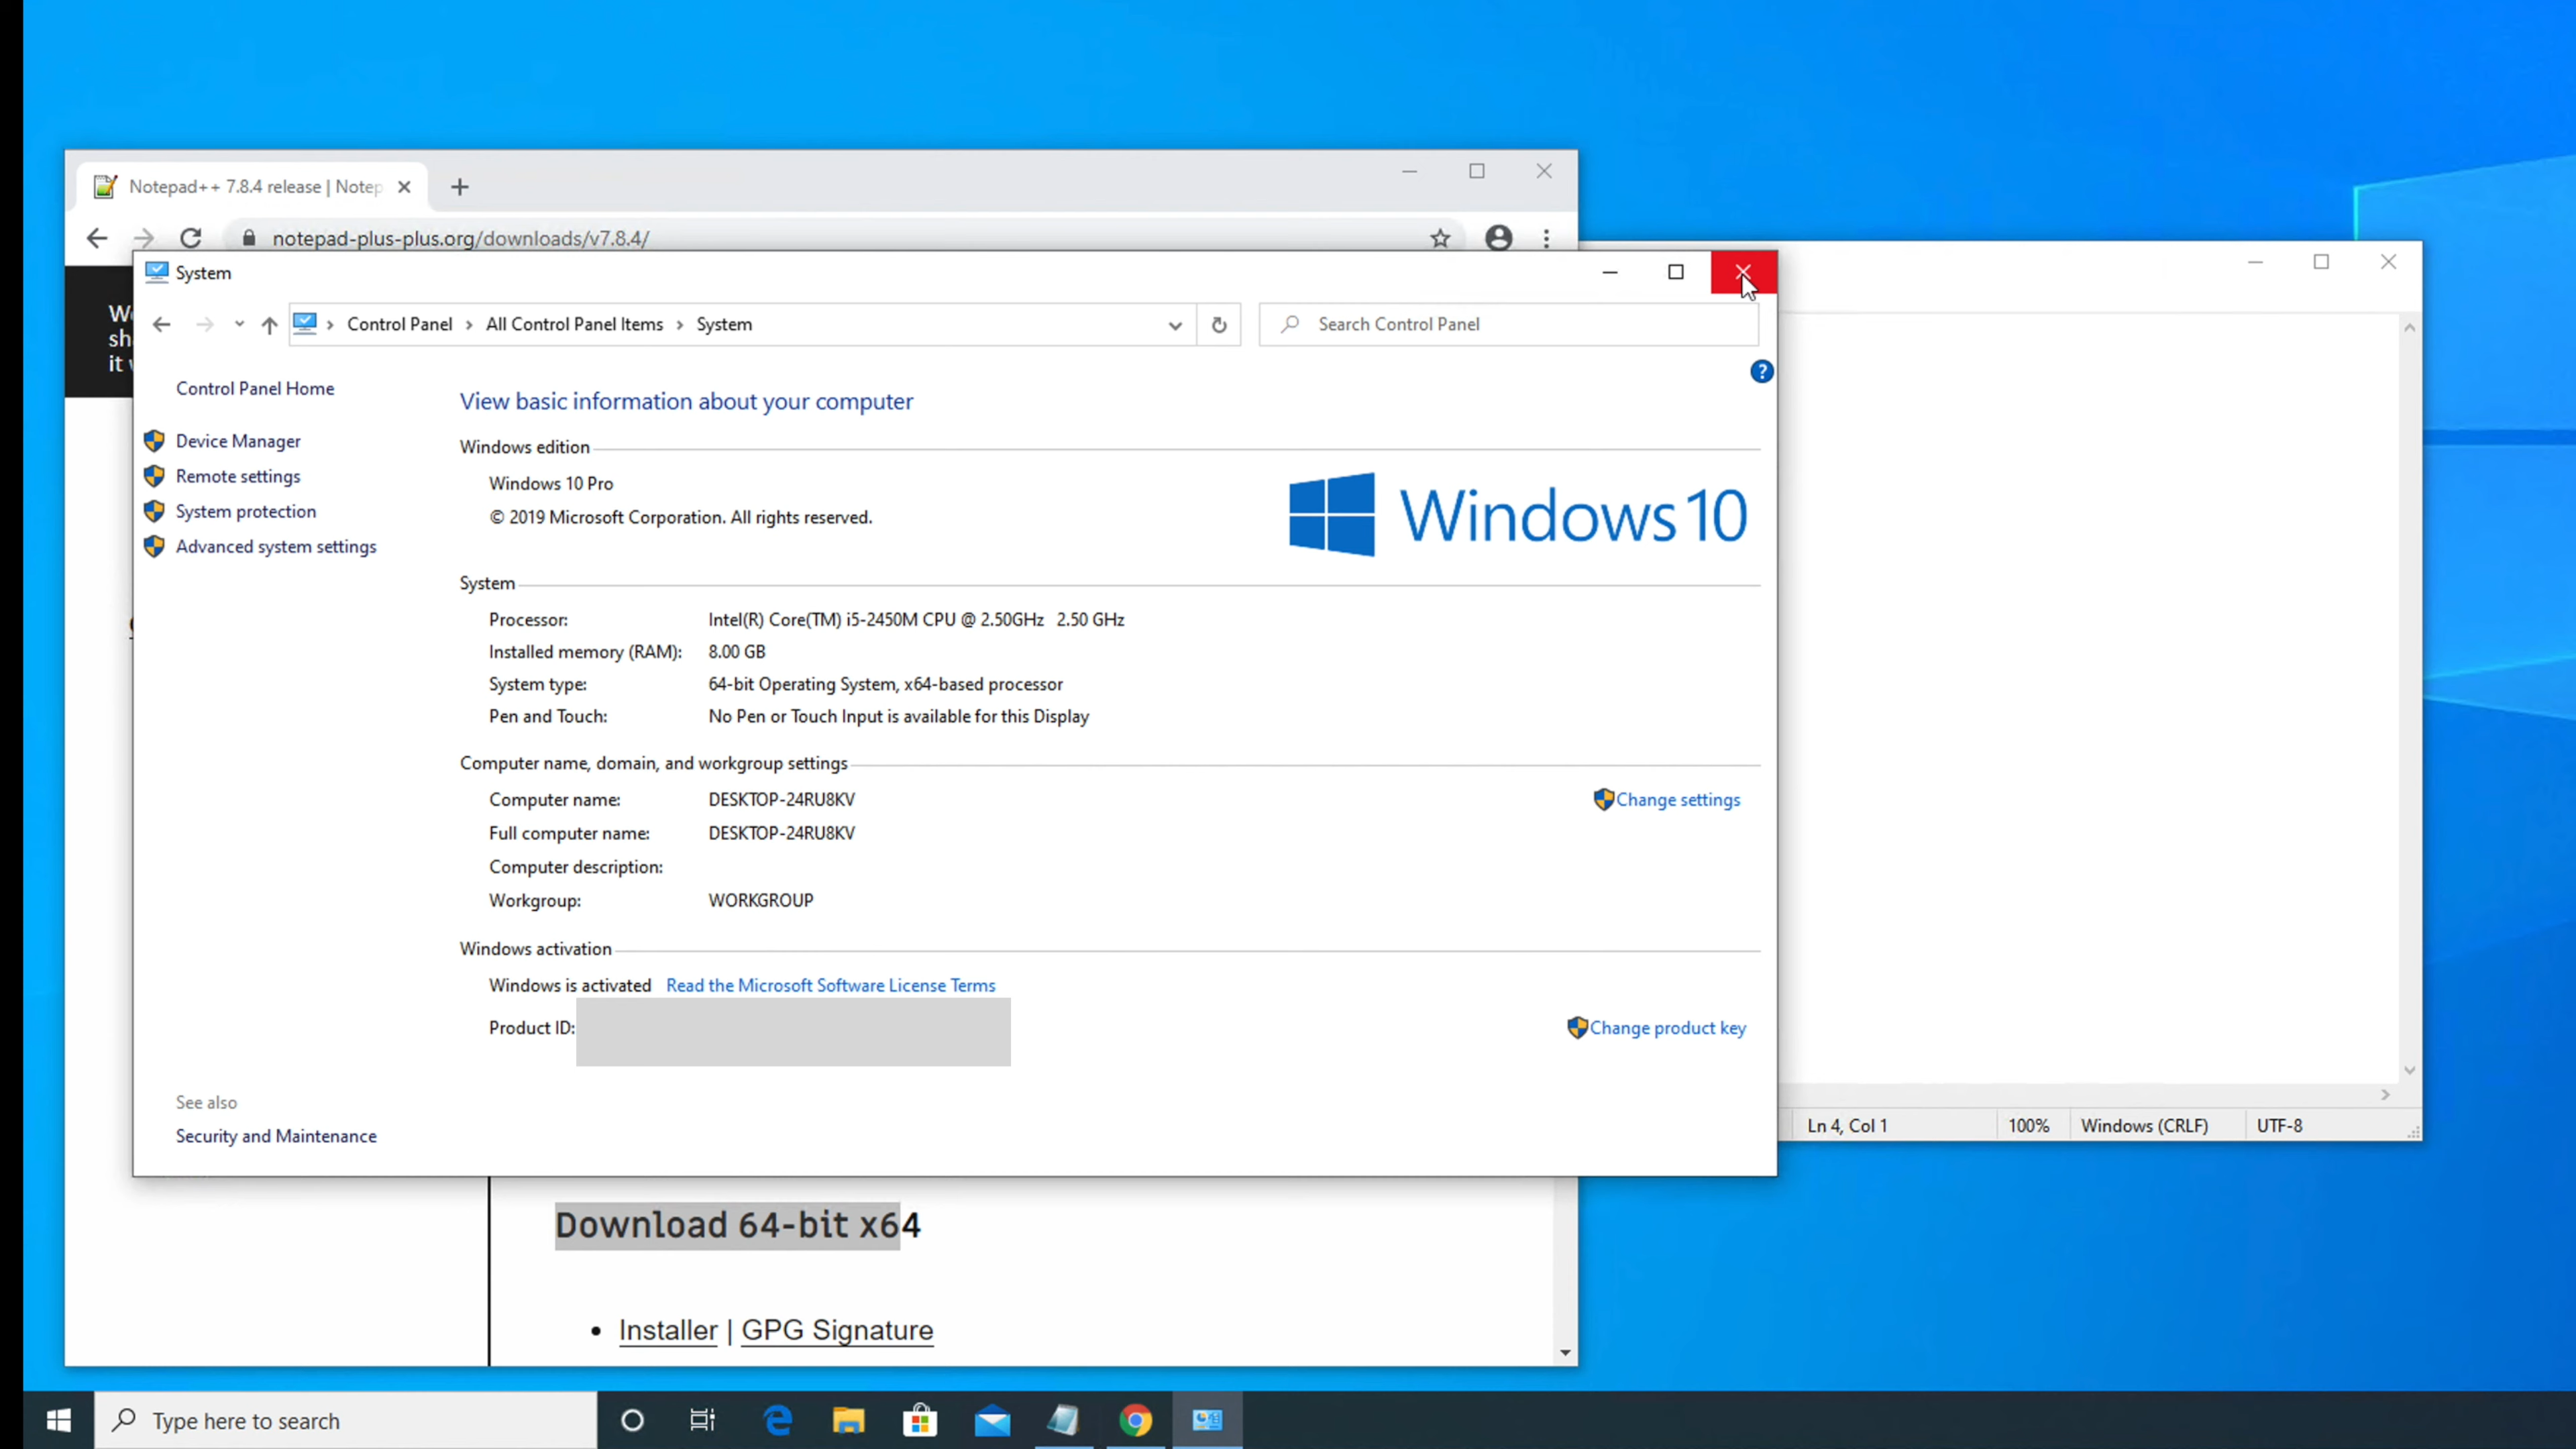 Notepad++ 7.8.4 release | Notep
notepad-plus-plus.org/downloads/v7.8.4/
System
Control Panel > All Control Panel Items > System
Search Control Panel
We
sh
it w
Control Panel Home
Device Manager
Remote settings
System protection
Advanced system settings
View basic information about your computer
Windows edition
Windows 10 Pro
© 2019 Microsoft Corporation. All rights reserved.
Windows 10
System
Processor: Intel(R) Core(TM) i5-2450M CPU @ 2.50GHz 2.50 GHz
Installed memory (RAM): 8.00 GB
System type: 64-bit Operating System, x64-based processor
Pen and Touch: No Pen or Touch Input is available for this Display
Computer name, domain, and workgroup settings
Computer name: DESKTOP-24RU8KV Change settings
Full computer name: DESKTOP-24RU8KV
Computer description:
Workgroup: WORKGROUP
Windows activation
Windows is activated Read the Microsoft Software License Terms
Product ID: Change product key
See also
Security and Maintenance
Ln 4, Col 1 100% Windows (CRLF) UTF-8
Download 64-bit x64
• Installer | GPG Signature
Type here to search